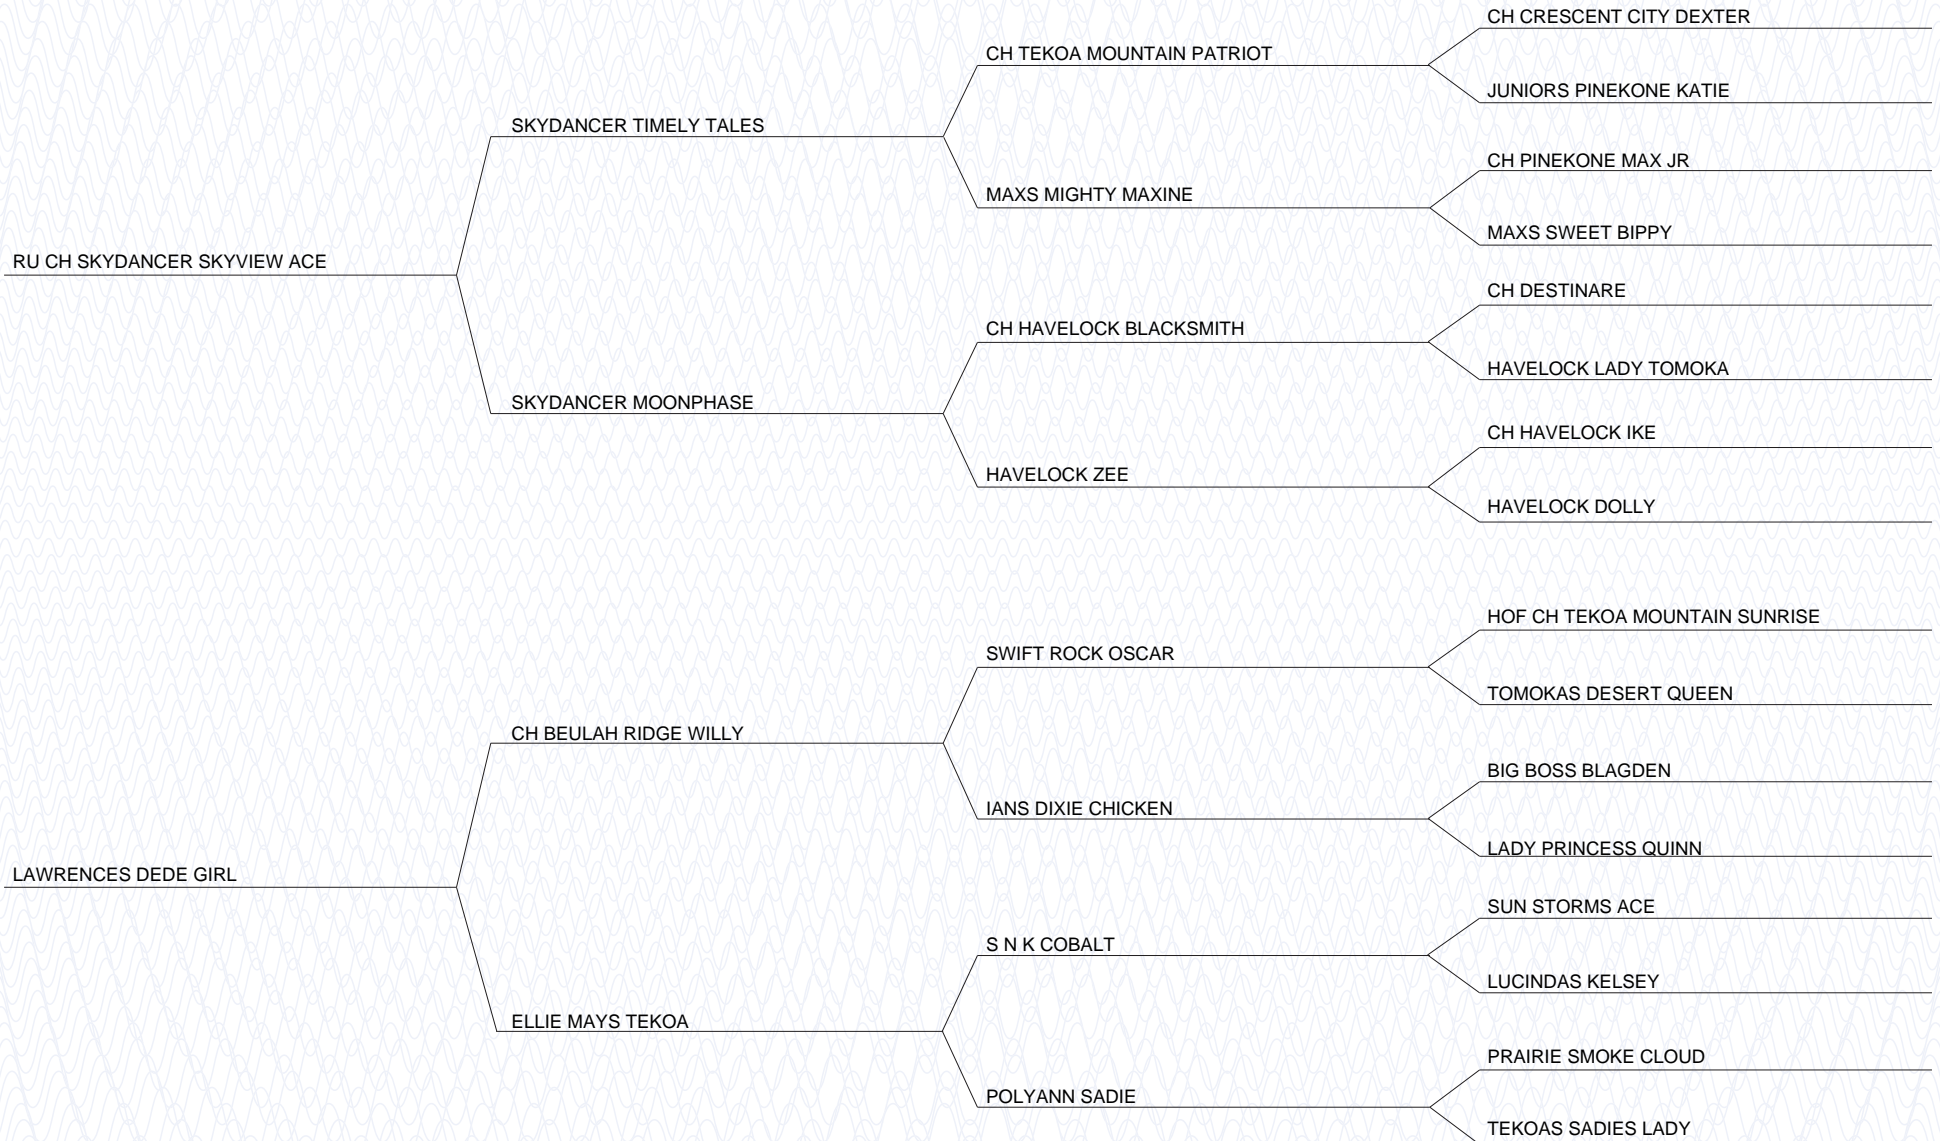 CH CRESCENT CITY DEXTER
CH TEKOA MOUNTAIN PATRIOT
JUNIORS PINEKONE KATIE
SKYDANCER TIMELY TALES
CH PINEKONE MAX JR
MAXS MIGHTY MAXINE
MAXS SWEET BIPPY
RU CH SKYDANCER SKYVIEW ACE
CH DESTINARE
CH HAVELOCK BLACKSMITH
HAVELOCK LADY TOMOKA
SKYDANCER MOONPHASE
CH HAVELOCK IKE
HAVELOCK ZEE
HAVELOCK DOLLY
HOF CH TEKOA MOUNTAIN SUNRISE
SWIFT ROCK OSCAR
TOMOKAS DESERT QUEEN
CH BEULAH RIDGE WILLY
BIG BOSS BLAGDEN
IANS DIXIE CHICKEN
LADY PRINCESS QUINN
LAWRENCES DEDE GIRL
SUN STORMS ACE
S N K COBALT
LUCINDAS KELSEY
ELLIE MAYS TEKOA
PRAIRIE SMOKE CLOUD
POLYANN SADIE
TEKOAS SADIES LADY